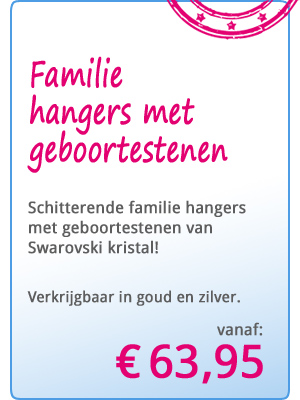 Familie
hangers met
geboortestenen
Schitterende familie hangers
met geboortestenen van
Swarovski kristal!
Verkrijgbaar in goud en zilver.
vanaf:
€ 63,95